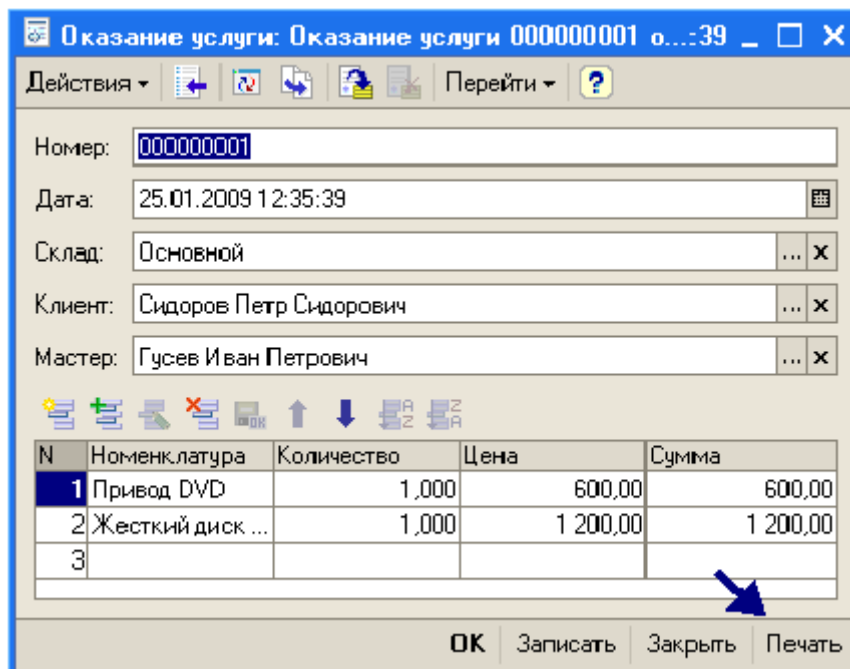 Оказание услуги: Оказание услуги 000000001 о...:39
Действия Перейти ?
Номер: 000000001
Дата: 25.01.2009 12:35:39
Склад: Основной ... x
Клиент: Сидоров Петр Сидорович ... x
Мастер: Гусев Иван Петрович ... x
N Номенклатура Количество Цена Сумма
1 Привод DVD 1,000 600,00 600,00
2 Жесткий диск ... 1,000 1 200,00 1 200,00
3
OK Записать Закрыть Печать